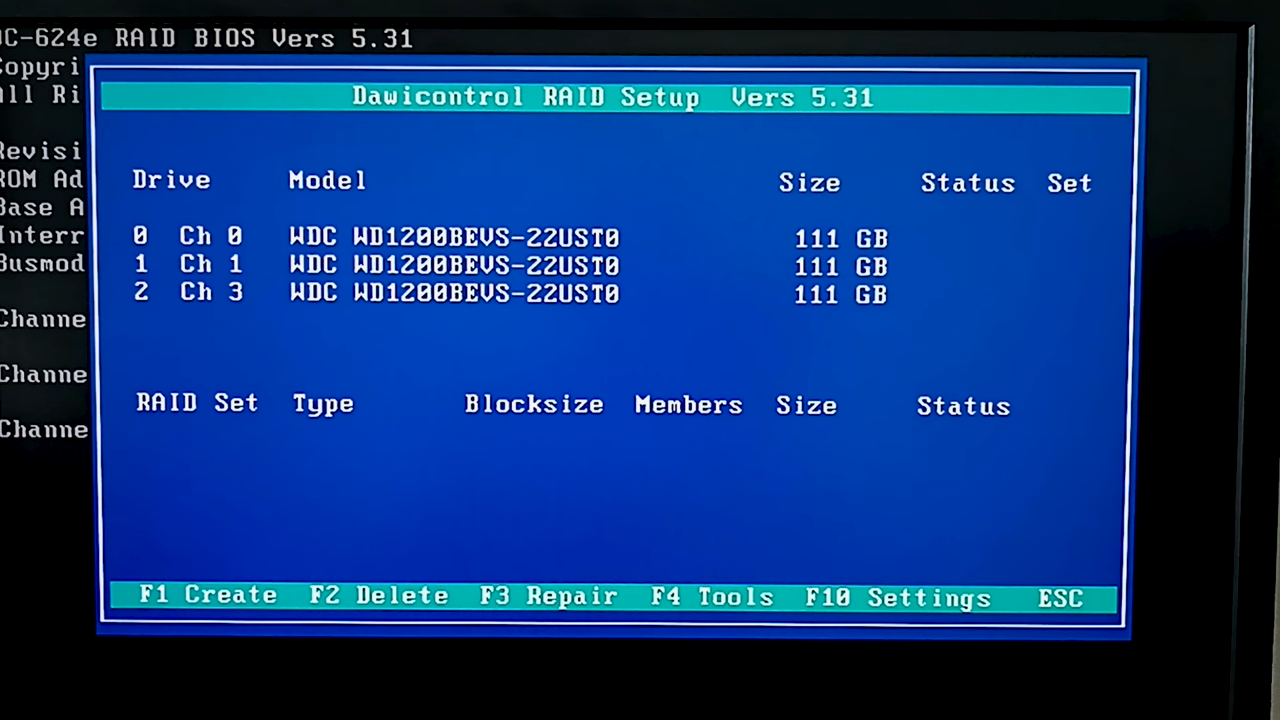 C-624e RAID BIOS Vers 5.31
Copyri
All Ri
Dawicontrol RAID Setup Vers 5.31
Revisi
ROM Ad
Base A
Interr
Busmod
Channe
Channe
Channe
Drive Model Size Status Set
0 Ch 0 WDC WD1200BEVS-22UST0 111 GB
1 Ch 1 WDC WD1200BEVS-22UST0 111 GB
2 Ch 3 WDC WD1200BEVS-22UST0 111 GB
RAID Set Type Blocksize Members Size Status
F1 Create F2 Delete F3 Repair F4 Tools F10 Settings ESC